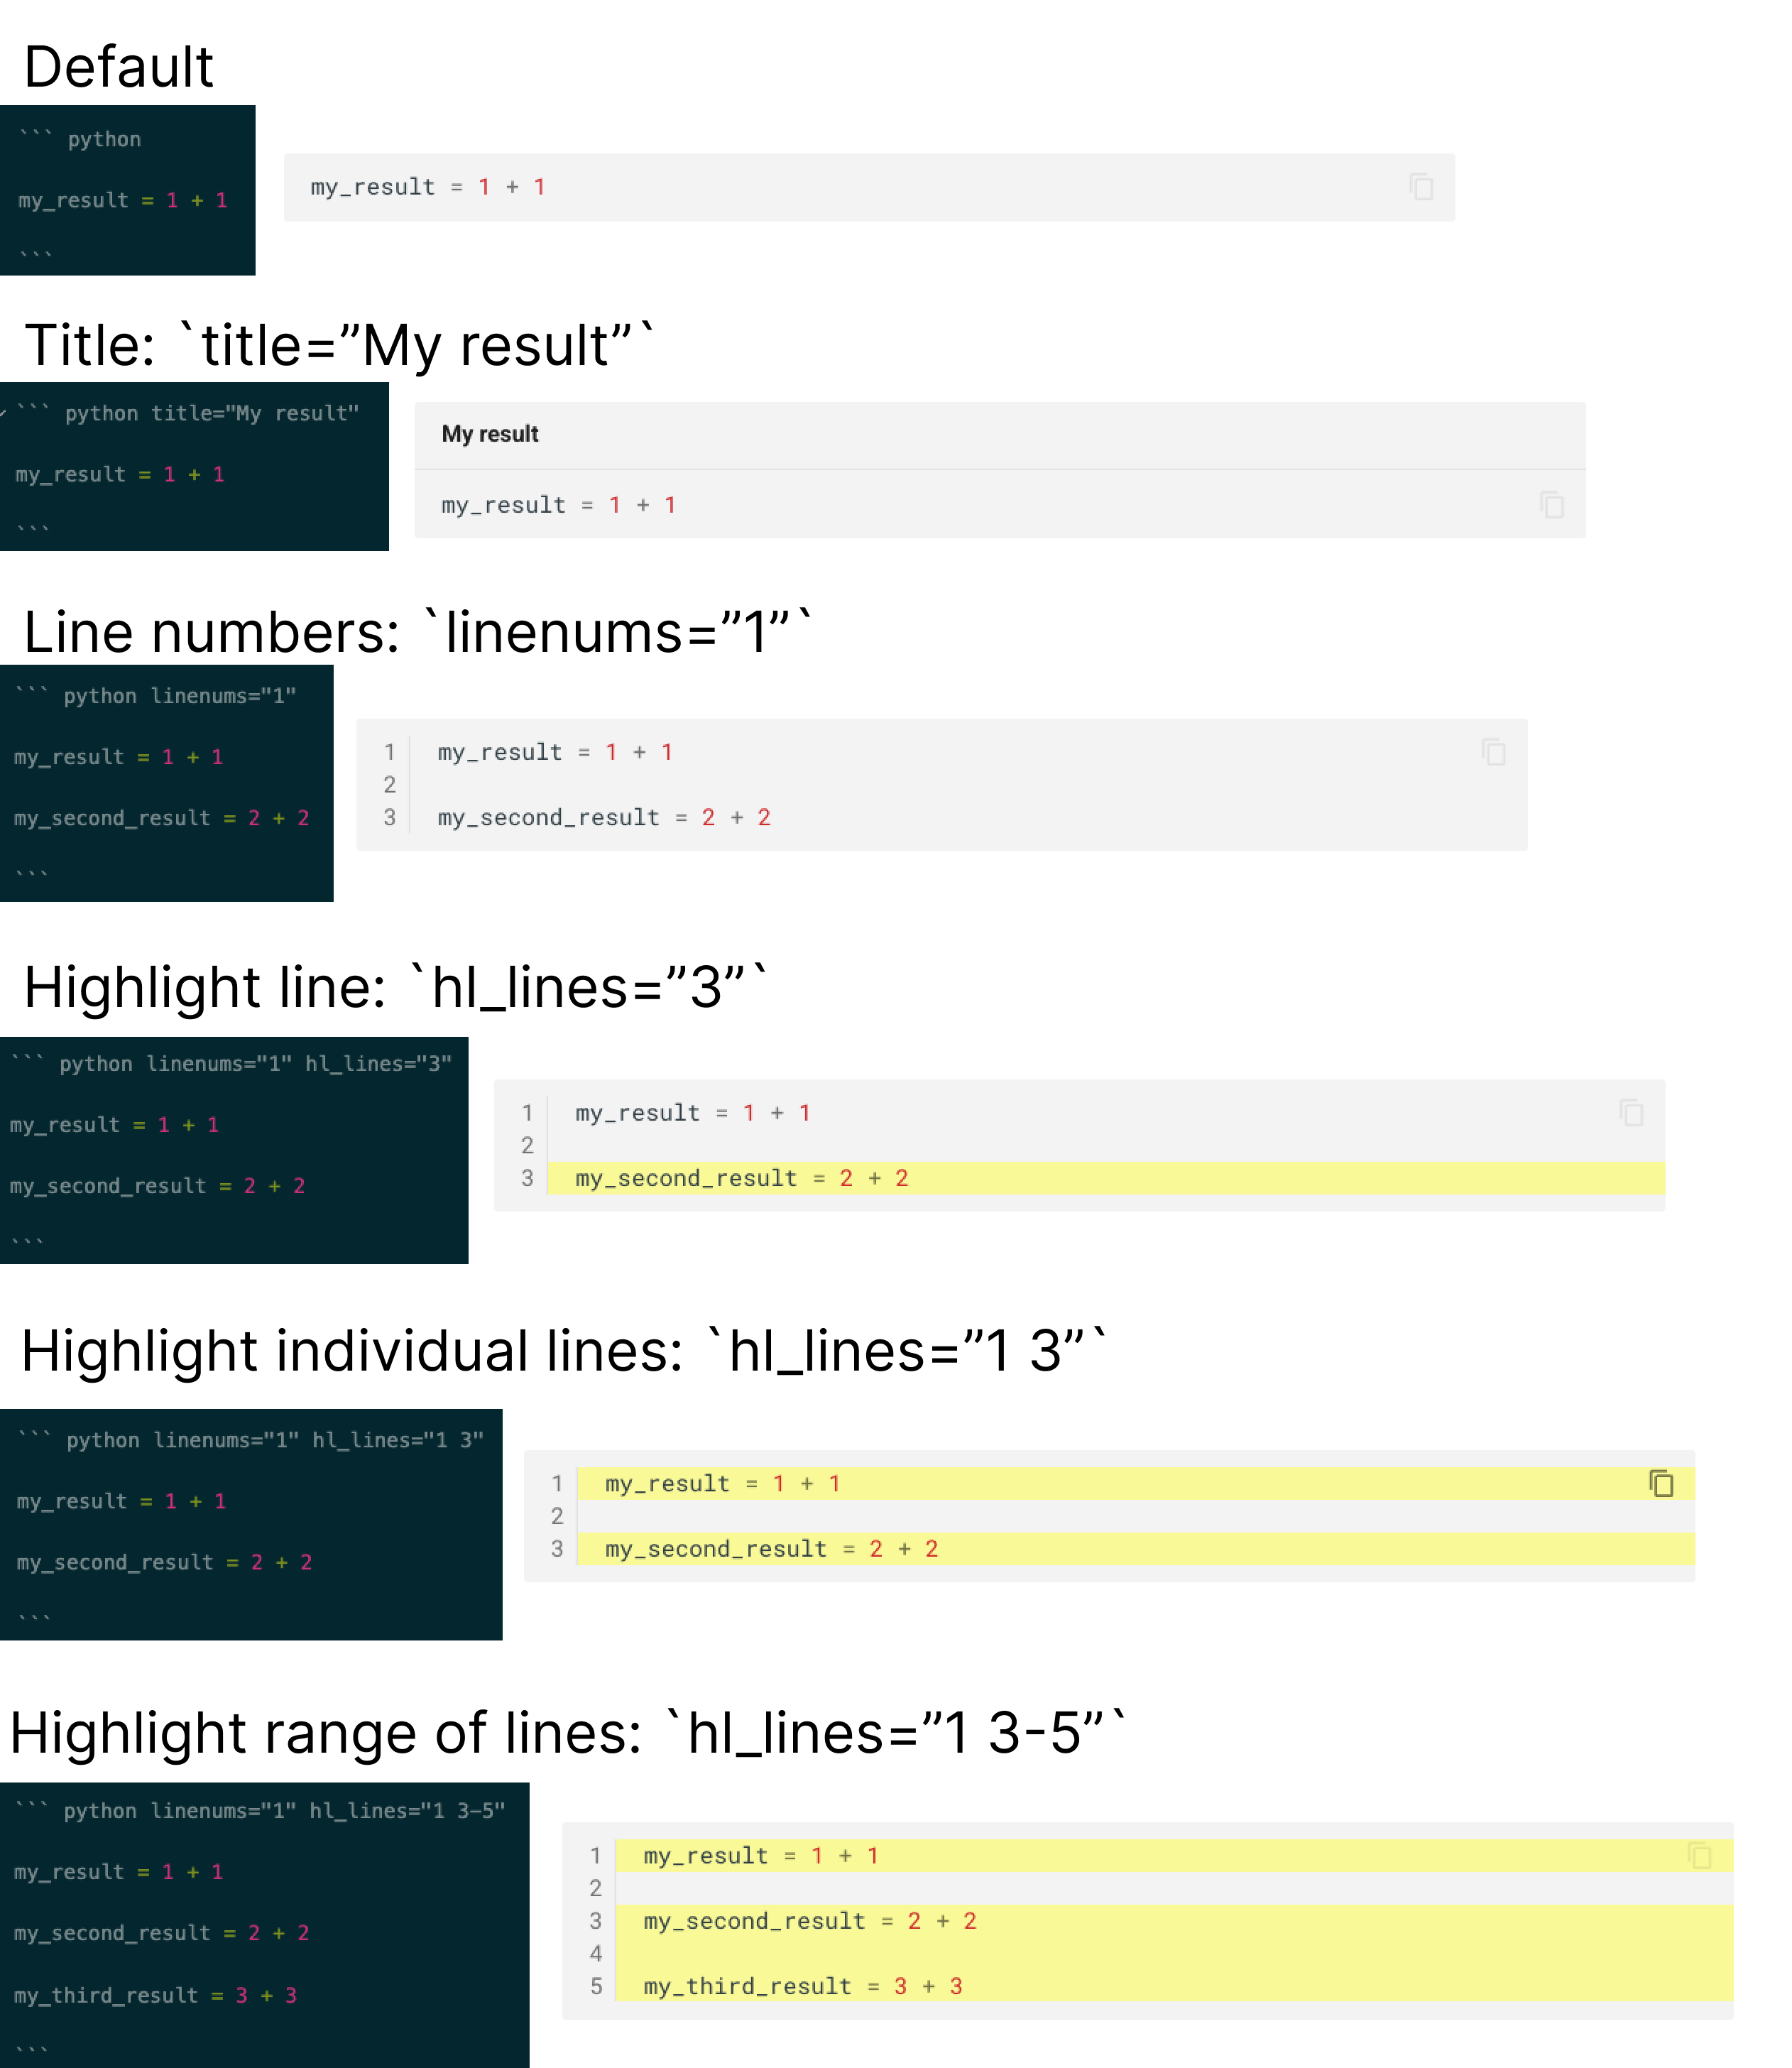 Default
``` python
my_result = 1 + 1
```
my_result = 1 + 1
Title: `title=”My result”`
``` python title="My result"
my_result = 1 + 1
```
My result
my_result = 1 + 1
Line numbers: `linenums=”1”`
``` python linenums="1"
my_result = 1 + 1
my_second_result = 2 + 2
```
1 my_result = 1 + 1
2
3 my_second_result = 2 + 2
Highlight line: `hl_lines=”3”`
``` python linenums="1" hl_lines="3"
my_result = 1 + 1
my_second_result = 2 + 2
```
1 my_result = 1 + 1
2
3 my_second_result = 2 + 2
Highlight individual lines: `hl_lines=”1 3”`
``` python linenums="1" hl_lines="1 3"
my_result = 1 + 1
my_second_result = 2 + 2
```
1 my_result = 1 + 1
2
3 my_second_result = 2 + 2
Highlight range of lines: `hl_lines=”1 3-5”`
``` python linenums="1" hl_lines="1 3-5"
my_result = 1 + 1
my_second_result = 2 + 2
my_third_result = 3 + 3
```
1 my_result = 1 + 1
2
3 my_second_result = 2 + 2
4
5 my_third_result = 3 + 3